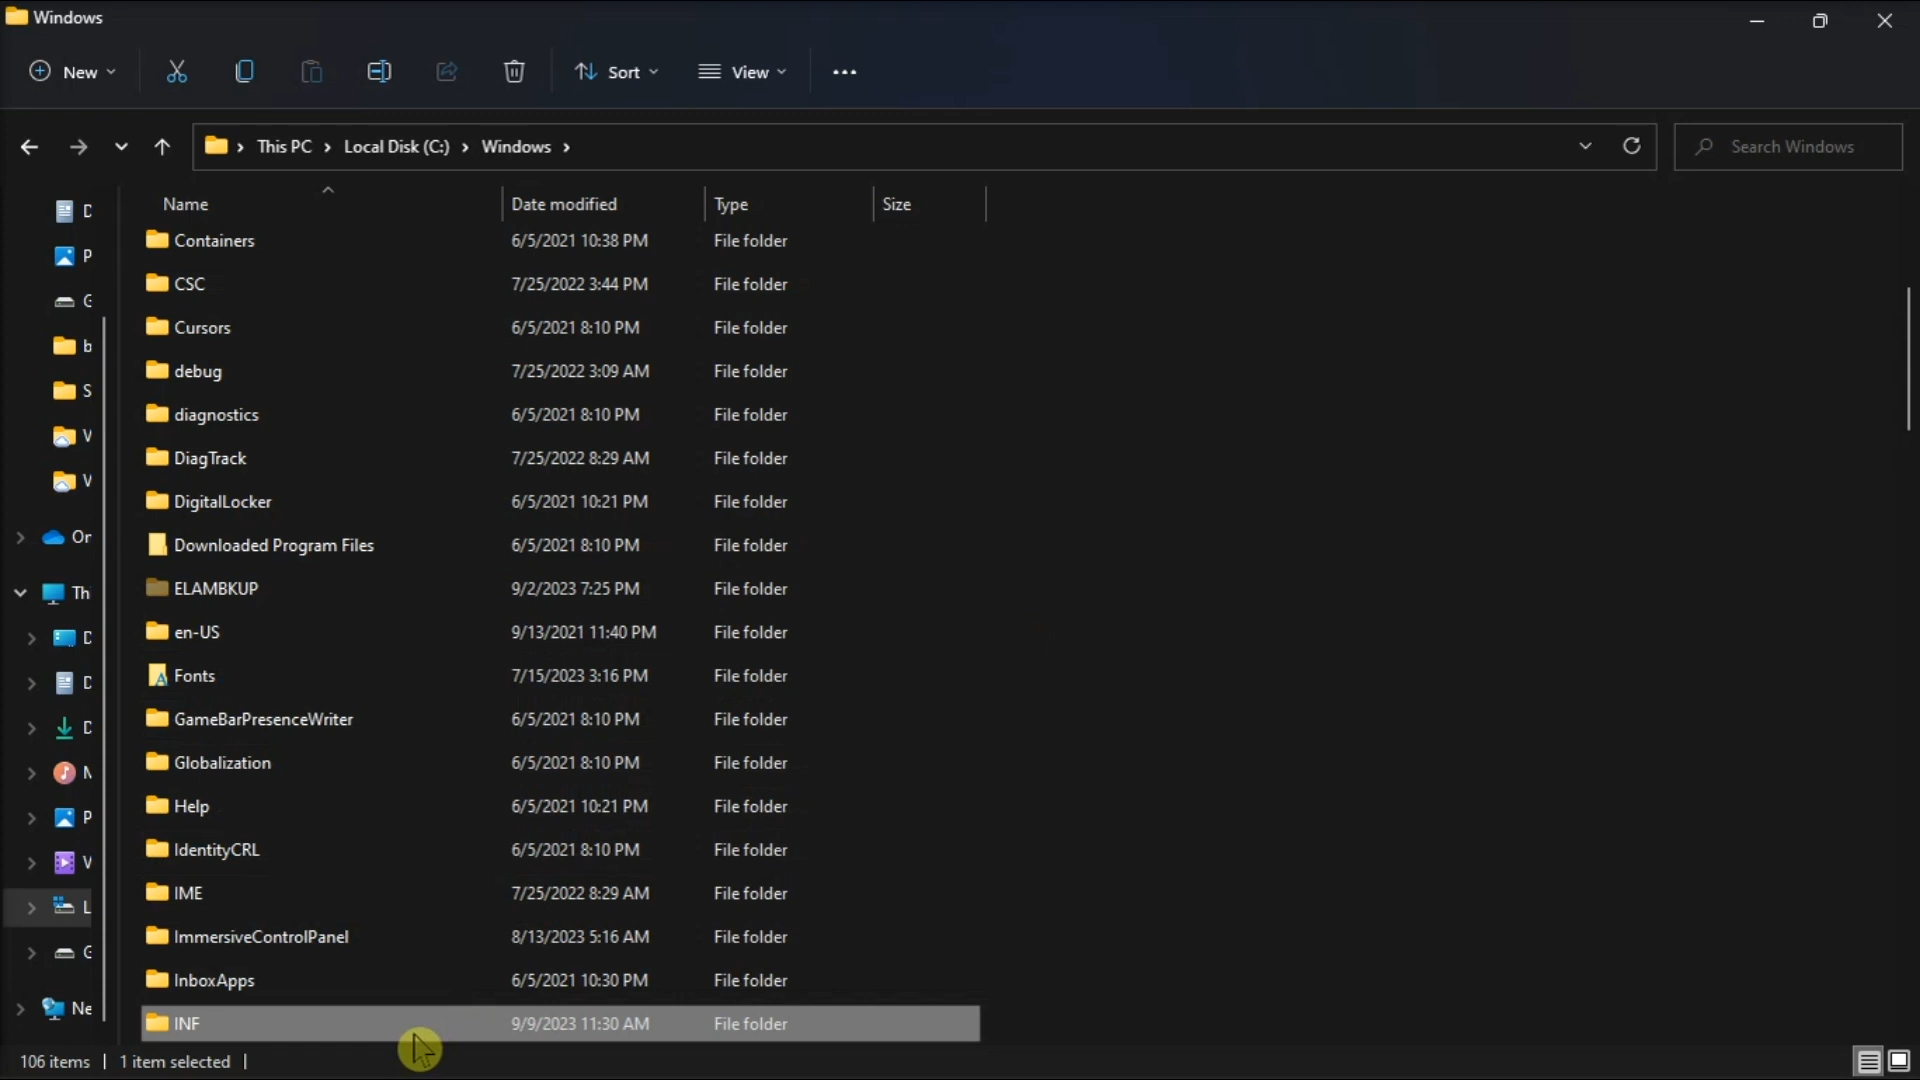 Windows
New
Sort
View
This PC > Local Disk (C:) > Windows >
Search Windows
Name Date modified Type Size
Containers 6/5/2021 10:38 PM File folder
CSC 7/25/2022 3:44 PM File folder
Cursors 6/5/2021 8:10 PM File folder
debug 7/25/2022 3:09 AM File folder
diagnostics 6/5/2021 8:10 PM File folder
DiagTrack 7/25/2022 8:29 AM File folder
DigitalLocker 6/5/2021 10:21 PM File folder
Downloaded Program Files 6/5/2021 8:10 PM File folder
ELAMBKUP 9/2/2023 7:25 PM File folder
en-US 9/13/2021 11:40 PM File folder
Fonts 7/15/2023 3:16 PM File folder
GameBarPresenceWriter 6/5/2021 8:10 PM File folder
Globalization 6/5/2021 8:10 PM File folder
Help 6/5/2021 10:21 PM File folder
IdentityCRL 6/5/2021 8:10 PM File folder
IME 7/25/2022 8:29 AM File folder
ImmersiveControlPanel 8/13/2023 5:16 AM File folder
InboxApps 6/5/2021 10:30 PM File folder
INF 9/9/2023 11:30 AM File folder
106 items
1 item selected